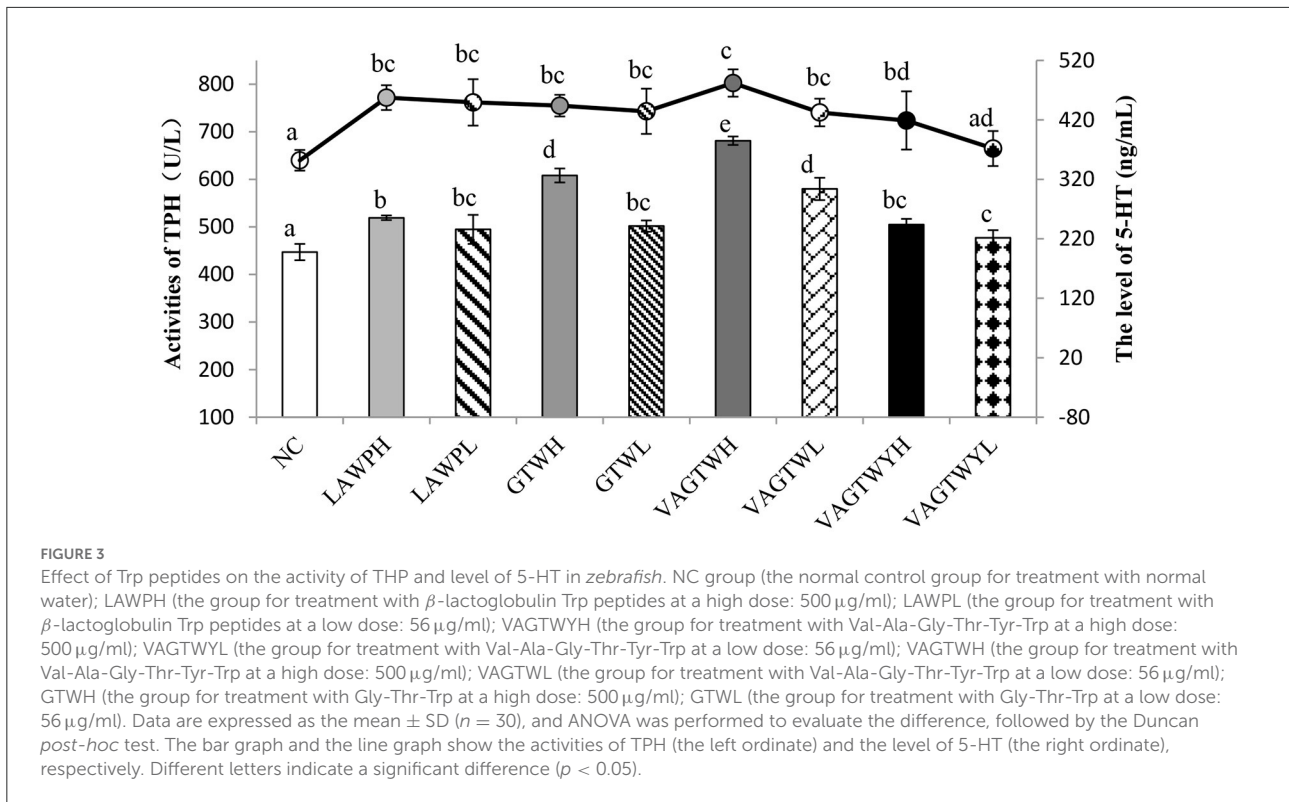 a
bc
bc
bc
bc
c
bc
bd
ad
a
b
bc
d
bc
e
d
bc
c
800
700
600
500
400
300
200
100
Activities of TPH（U/L）
520
420
320
220
120
20
-80
The level of 5-HT (ng/mL)
NC
LAWPH
LAWPL
GTWH
GTWL
VAGTWH
VAGTWL
VAGTWYH
VAGTWYL
FIGURE 3
Effect of Trp peptides on the activity of THP and level of 5-HT in zebrafish. NC group (the normal control group for treatment with normal
water); LAWPH (the group for treatment with β-lactoglobulin Trp peptides at a high dose: 500 μg/ml); LAWPL (the group for treatment with
β-lactoglobulin Trp peptides at a low dose: 56 μg/ml); VAGTWYH (the group for treatment with Val-Ala-Gly-Thr-Tyr-Trp at a high dose:
500 μg/ml); VAGTWYL (the group for treatment with Val-Ala-Gly-Thr-Tyr-Trp at a low dose: 56 μg/ml); VAGTWH (the group for treatment with
Val-Ala-Gly-Thr-Tyr-Trp at a high dose: 500 μg/ml); VAGTWL (the group for treatment with Val-Ala-Gly-Thr-Tyr-Trp at a low dose: 56 μg/ml);
GTWH (the group for treatment with Gly-Thr-Trp at a high dose: 500 μg/ml); GTWL (the group for treatment with Gly-Thr-Trp at a low dose:
56 μg/ml). Data are expressed as the mean ± SD (n = 30), and ANOVA was performed to evaluate the difference, followed by the Duncan
post-hoc test. The bar graph and the line graph show the activities of TPH (the left ordinate) and the level of 5-HT (the right ordinate),
respectively. Different letters indicate a significant difference (p < 0.05).